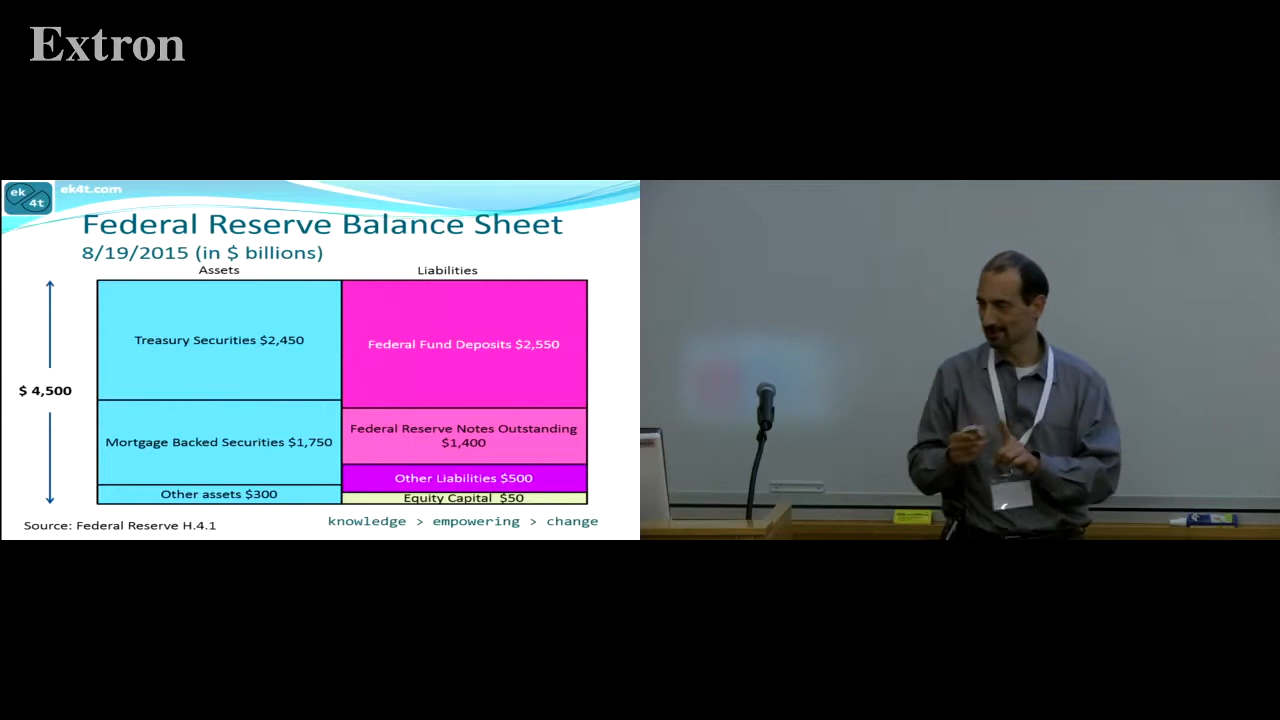 Extron
ek
4t
ek4t.com
Federal Reserve Balance Sheet
8/19/2015 (in $ billions)
Assets
Liabilities
$ 4,500
Treasury Securities $2,450
Mortgage Backed Securities $1,750
Other assets $300
Federal Fund Deposits $2,550
Federal Reserve Notes Outstanding
$1,400
Other Liabilities $500
Equity Capital $50
Source: Federal Reserve H.4.1
knowledge > empowering > change